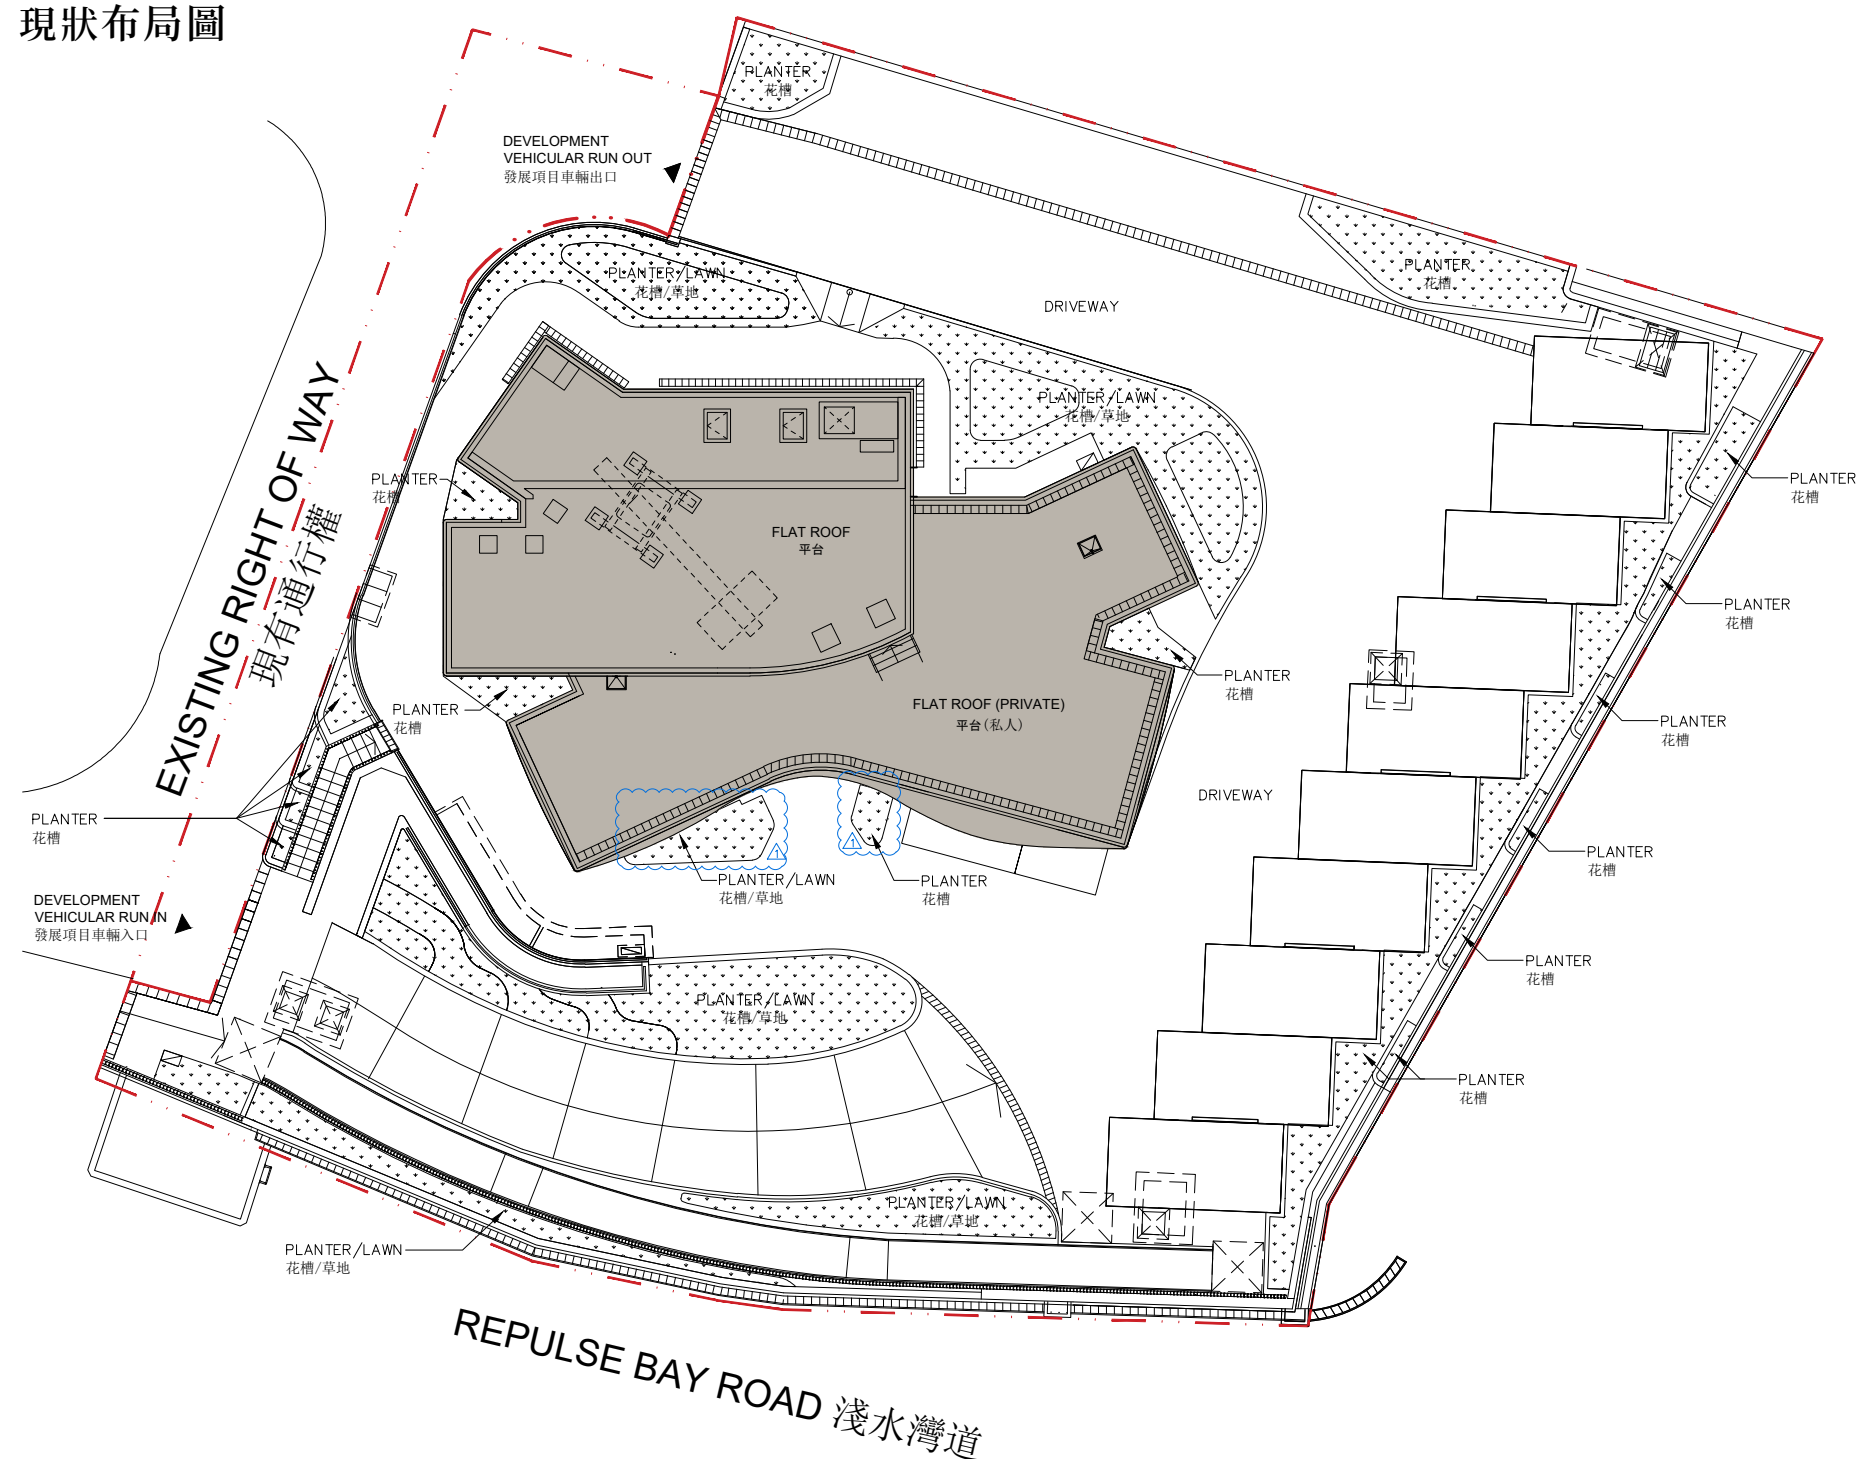 現狀布局圖
PLANTER
花槽
DEVELOPMENT
VEHICULAR RUN OUT
發展項目車輛出口
PLANTER/LAWN
花槽/草地
DRIVEWAY
PLANTER
花槽
PLANTER/LAWN
花槽/草地
EXISTING RIGHT OF WAY
現有通行權
PLANTER
花槽
FLAT ROOF
平台
PLANTER
花槽
PLANTER
花槽
PLANTER
花槽
PLANTER
花槽
FLAT ROOF (PRIVATE)
平台(私人)
PLANTER
花槽
DRIVEWAY
PLANTER
花槽
1
1
PLANTER/LAWN
花槽/草地
PLANTER
花槽
PLANTER
花槽
DEVELOPMENT
VEHICULAR RUN IN
發展項目車輛入口
PLANTER
花槽
PLANTER/LAWN
花槽/草地
PLANTER
花槽
PLANTER/LAWN
花槽/草地
PLANTER/LAWN
花槽/草地
REPULSE BAY ROAD 淺水灣道